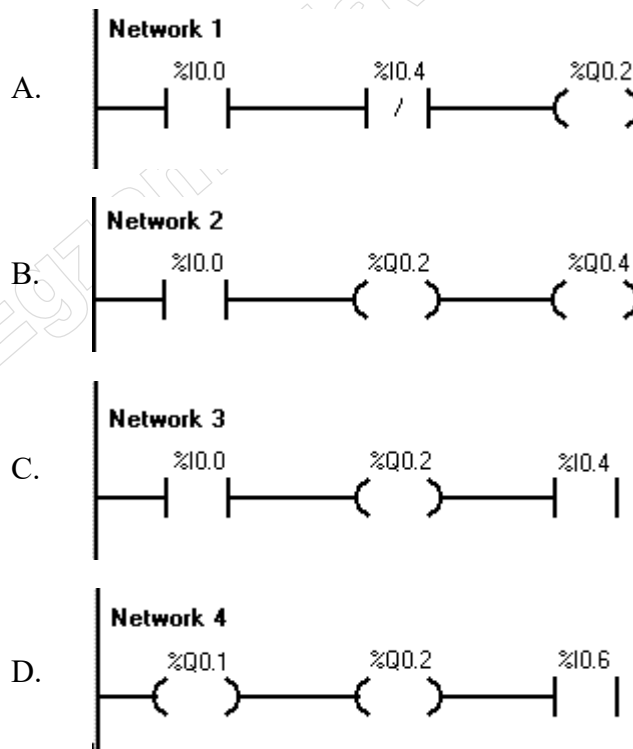 Network 1
A. %I0.0 %I0.4 %Q0.2
/
Network 2
B. %I0.0 %Q0.2 %Q0.4
Network 3
C. %I0.0 %Q0.2 %I0.4
Network 4
D. %Q0.1 %Q0.2 %I0.6